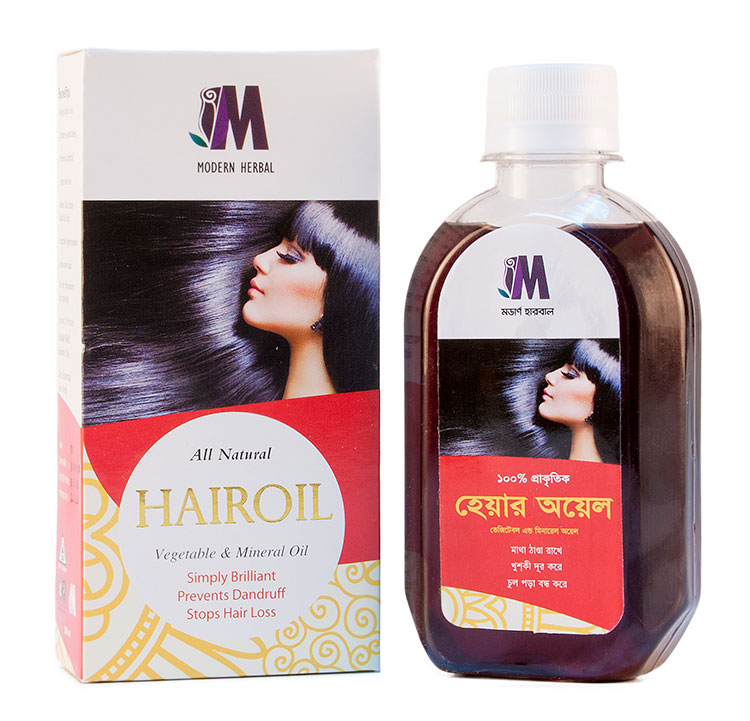 M
MODERN HERBAL
All Natural
HAIROIL
Vegetable & Mineral Oil
Simply Brilliant
Prevents Dandruff
Stops Hair Loss
Benefits
M
মডার্ণ হারবাল
১০০% প্রাকৃতিক
হেয়ার অয়েল
ভেজিটেবল এন্ড মিনারেল অয়েল
মাথা ঠাণ্ডা রাখে
খুশ্‌কী দূর করে
চুল পড়া বন্ধ করে